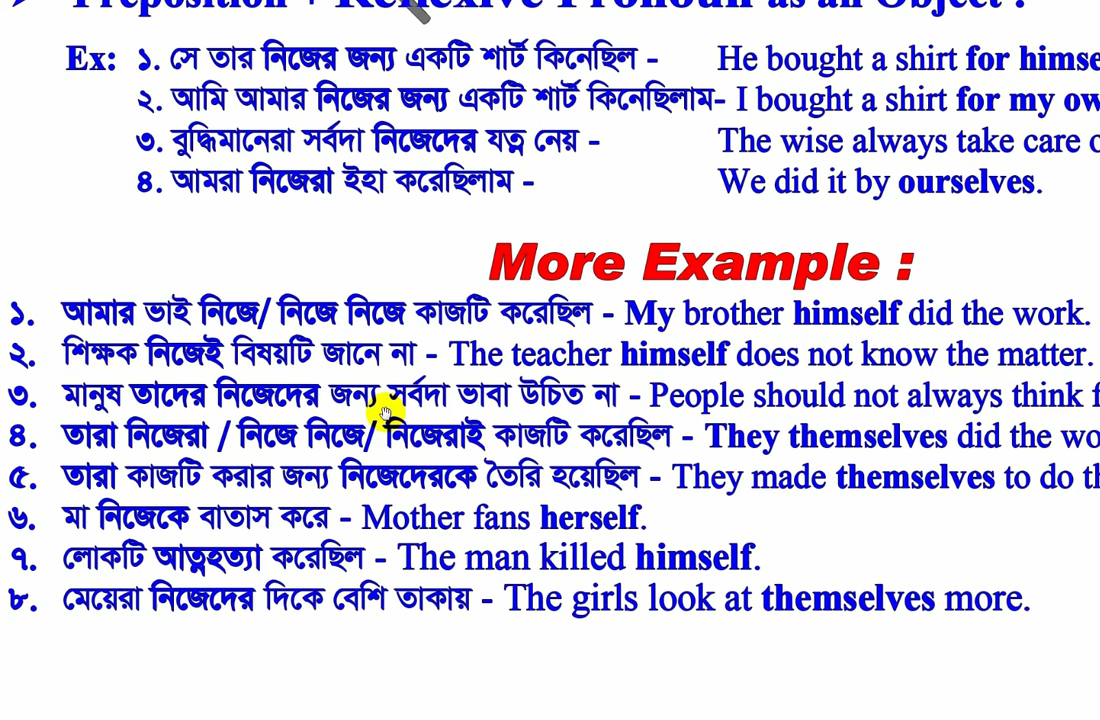 Preposition + Reflexive Pronoun as an Object :
Ex: ১. সে তার নিজের জন্য একটি শার্ট কিনেছিল - He bought a shirt for himse
২. আমি আমার নিজের জন্য একটি শার্ট কিনেছিলাম- I bought a shirt for my ow
৩. বুদ্ধিমানেরা সর্বদা নিজেদের যত্ন নেয় - The wise always take care o
৪. আমরা নিজেরা ইহা করেছিলাম - We did it by ourselves.
More Example :
১. আমার ভাই নিজে/ নিজে নিজে কাজটি করেছিল - My brother himself did the work.
২. শিক্ষক নিজেই বিষয়টি জানে না - The teacher himself does not know the matter.
৩. মানুষ তাদের নিজেদের জন্য সর্বদা ভাবা উচিত না - People should not always think f
৪. তারা নিজেরা / নিজে নিজে/ নিজেরাই কাজটি করেছিল - They themselves did the wo
৫. তারা কাজটি করার জন্য নিজেদেরকে তৈরি হয়েছিল - They made themselves to do th
৬. মা নিজেকে বাতাস করে - Mother fans herself.
৭. লোকটি আত্নহত্যা করেছিল - The man killed himself.
৮. মেয়েরা নিজেদের দিকে বেশি তাকায় - The girls look at themselves more.